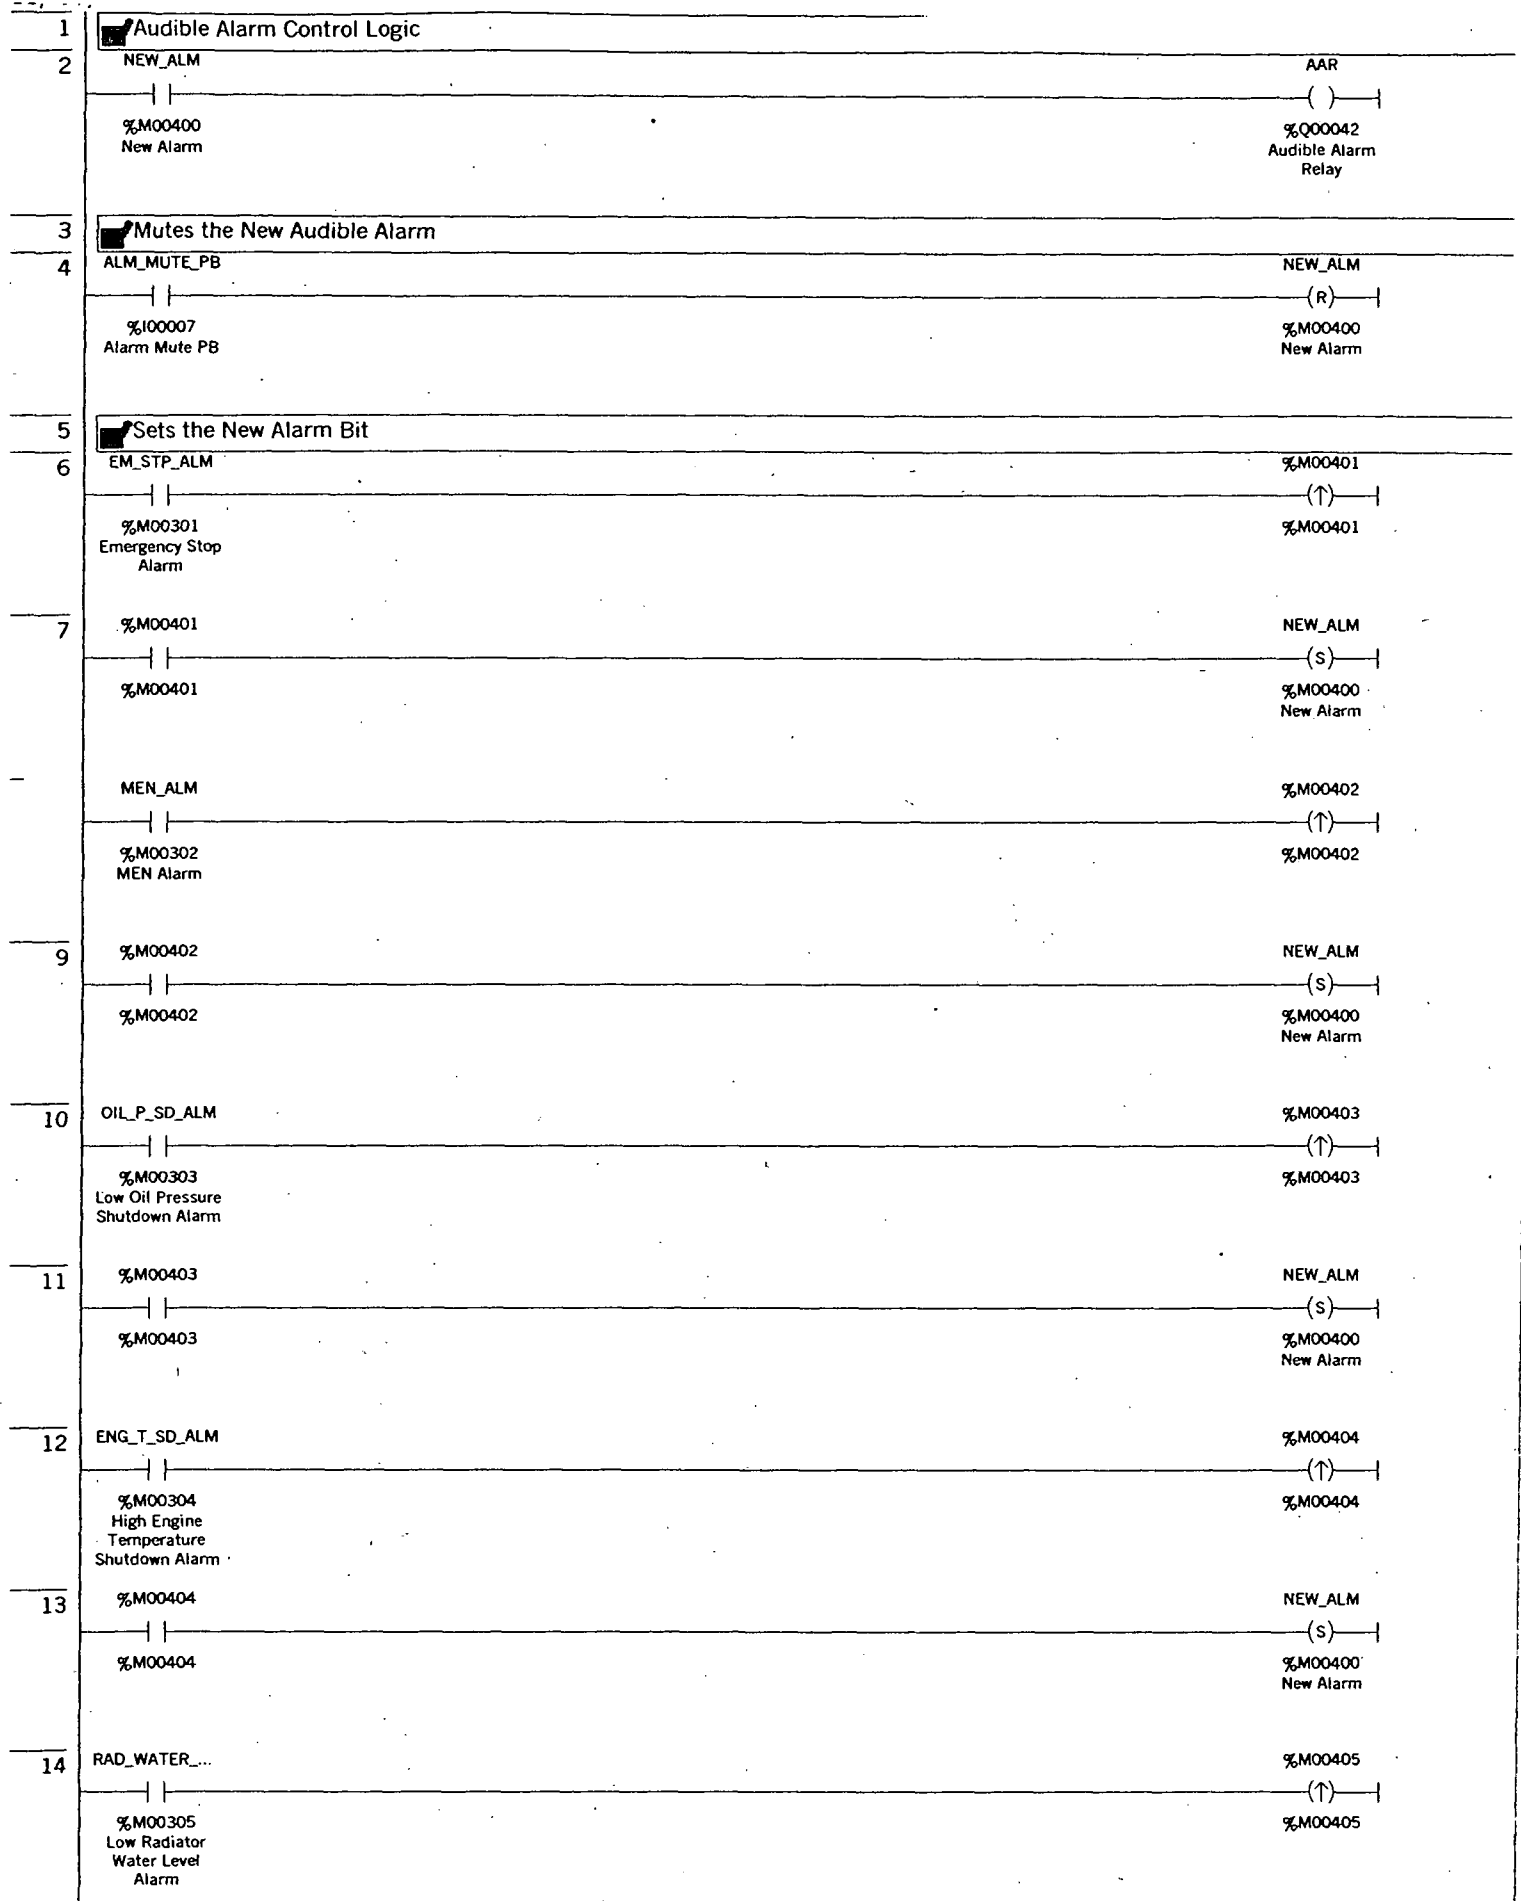 1 Audible Alarm Control Logic
2 NEW_ALM AAR
( )
%M00400 %Q00042
New Alarm Audible Alarm
Relay
3 Mutes the New Audible Alarm
4 ALM_MUTE_PB NEW_ALM
(R)
%I00007 %M00400
Alarm Mute PB New Alarm
5 Sets the New Alarm Bit
6 EM_STP_ALM %M00401
(↑)
%M00301 %M00401
Emergency Stop
Alarm
7 %M00401 NEW_ALM
(S)
%M00401 %M00400
New Alarm
MEN_ALM %M00402
(↑)
%M00302 %M00402
MEN Alarm
9 %M00402 NEW_ALM
(S)
%M00402 %M00400
New Alarm
10 OIL_P_SD_ALM %M00403
(↑)
%M00303 %M00403
Low Oil Pressure
Shutdown Alarm
11 %M00403 NEW_ALM
(S)
%M00403 %M00400
New Alarm
12 ENG_T_SD_ALM %M00404
(↑)
%M00304 %M00404
High Engine
Temperature
Shutdown Alarm
13 %M00404 NEW_ALM
(S)
%M00404 %M00400
New Alarm
14 RAD_WATER_... %M00405
(↑)
%M00305 %M00405
Low Radiator
Water Level
Alarm